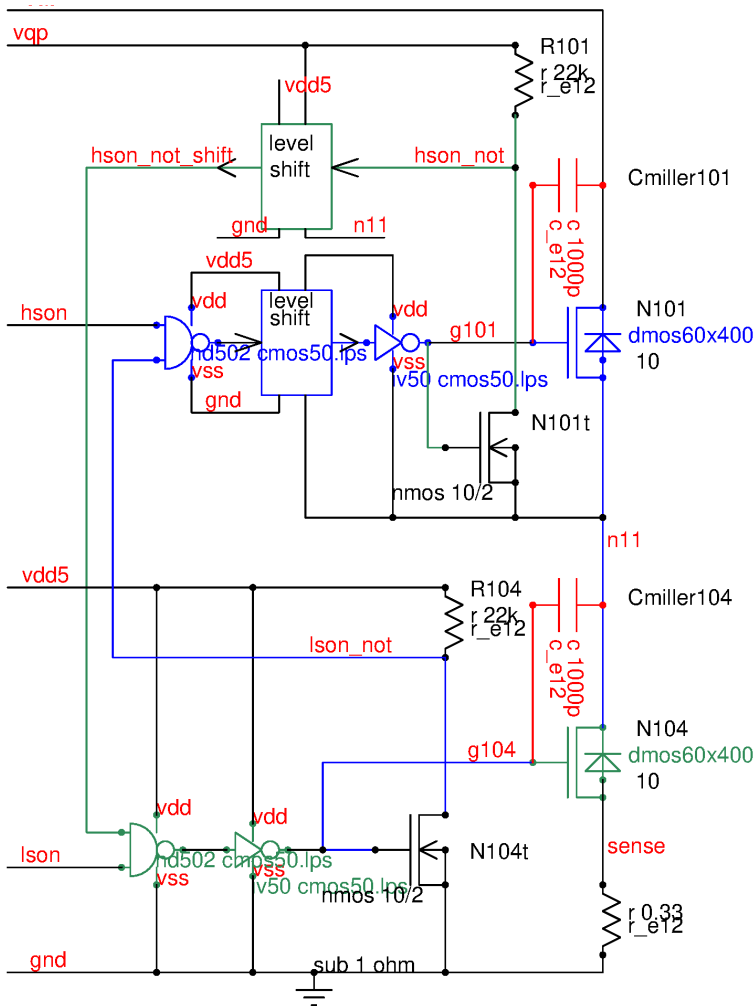 vqp
R101
r 22k
r_e12
vdd5
level
shift
hson_not_shift
hson_not
Cmiller101
gnd
n11
c 1000p
c_e12
vdd5
level
shift
vdd
vdd
hson
g101
N101
nd502 cmos50.lps
dmos60x400
vss
vss
10
iv50 cmos50.lps
gnd
N101t
nmos 10/2
n11
vdd5
R104
r 22k
r_e12
Cmiller104
lson_not
c 1000p
c_e12
g104
N104
dmos60x400
10
vdd
vdd
lson
sense
nd502 cmos50.lps
N104t
vss
vss
iv50 cmos50.lps
nmos 10/2
r 0.33
r_e12
gnd
sub 1 ohm